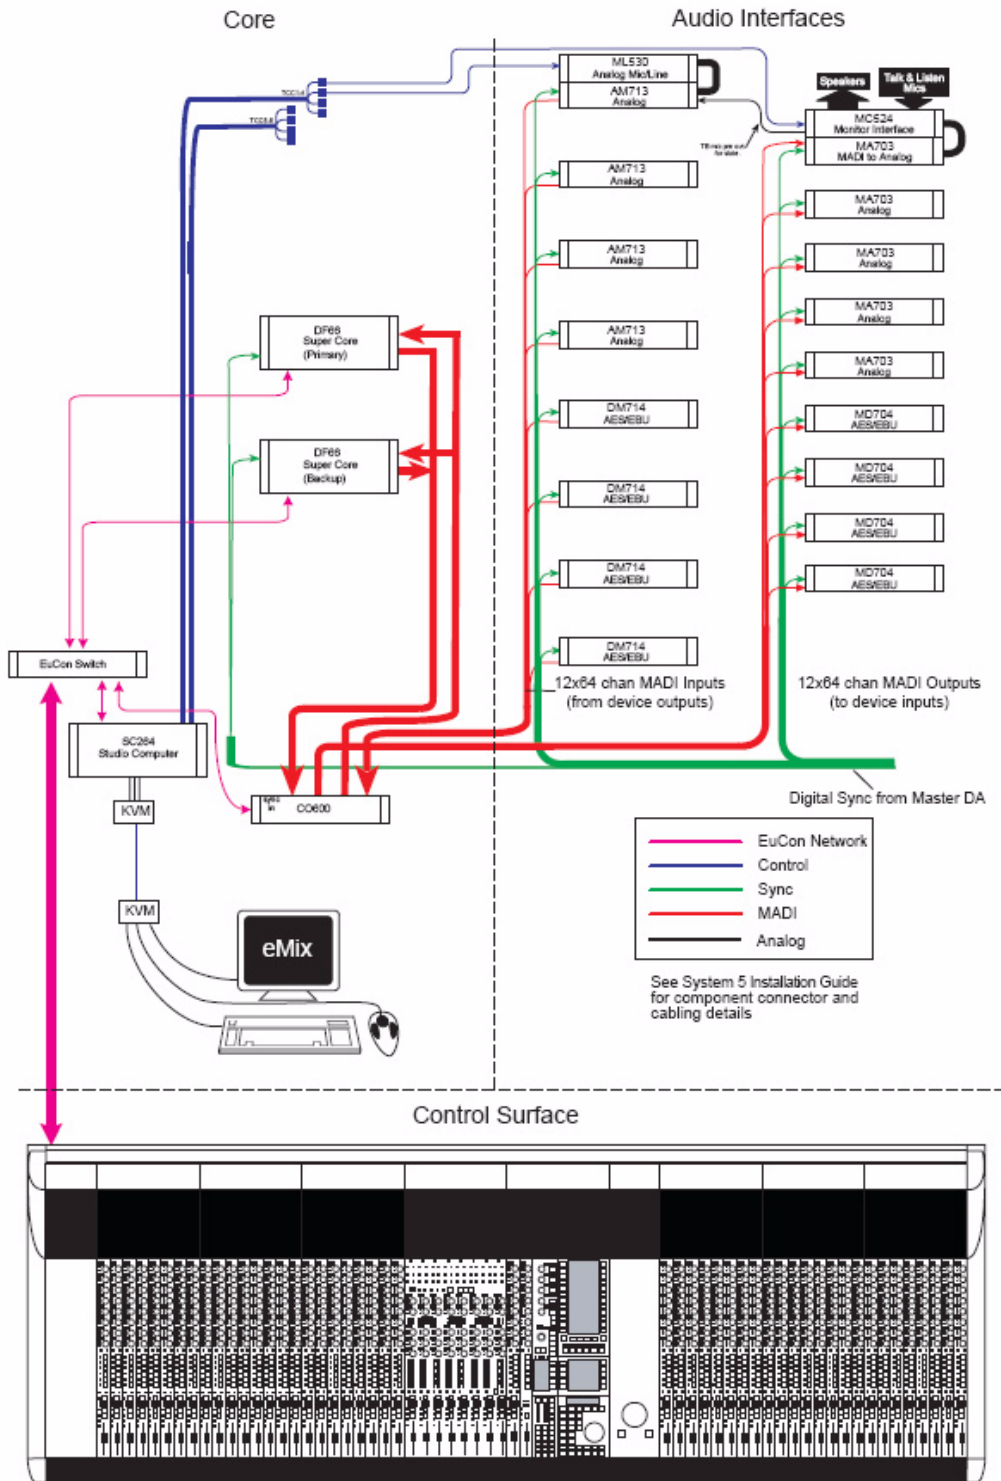 Core
Audio Interfaces
ML530
Analog Mic/Line
AM713
Analog
Speakers
Talk & Listen
Mics
MC524
Monitor Interface
MA703
MADI to Analog
AM713
Analog
MA703
Analog
AM713
Analog
MA703
Analog
MA703
Analog
AM713
Analog
MA703
Analog
DF66
Super Core
(Primary)
DM714
AES/EBU
MD704
AES/EBU
DF66
Super Core
(Backup)
MD704
AES/EBU
DM714
AES/EBU
MD704
AES/EBU
DM714
AES/EBU
MD704
AES/EBU
DM714
AES/EBU
EuCon Switch
12x64 chan MADI Inputs
(from device outputs)
12x64 chan MADI Outputs
(to device inputs)
SC264
Studio Computer
sync
in
CO600
Digital Sync from Master DA
KVM
EuCon Network
Control
Sync
MADI
Analog
KVM
eMix
See System 5 Installation Guide
for component connector and
cabling details
Control Surface